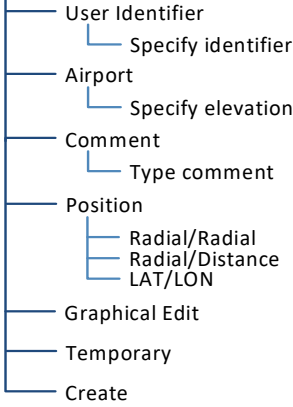 User Identifier
Specify identifier
Airport
Specify elevation
Comment
Type comment
Position
Radial/Radial
Radial/Distance
LAT/LON
Graphical Edit
Temporary
Create